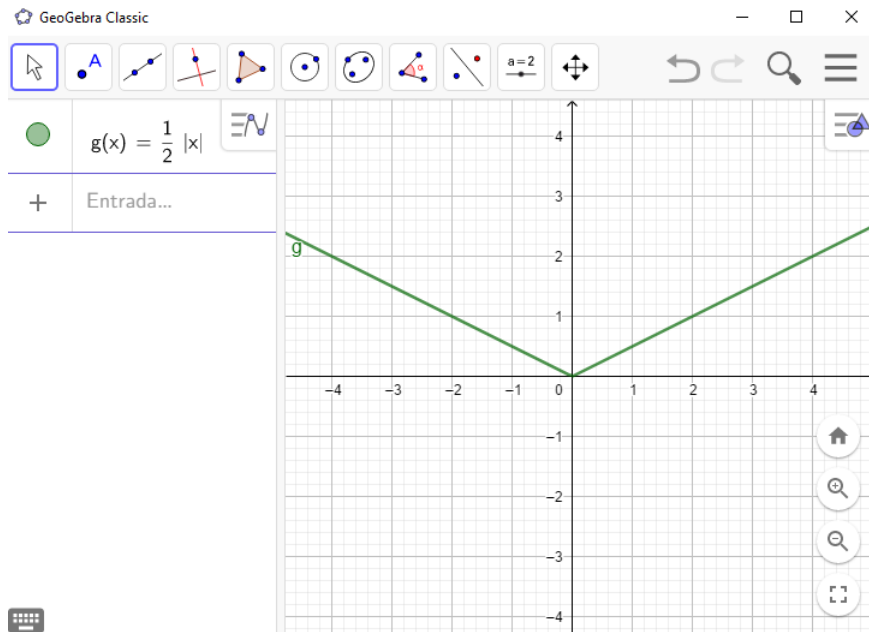 GeoGebra Classic
A
α
a=2
g(x) = 1/2 |x|
Entrada...
g
4
3
2
1
0
−1
−2
−3
−4
−4 −3 −2 −1 1 2 3 4